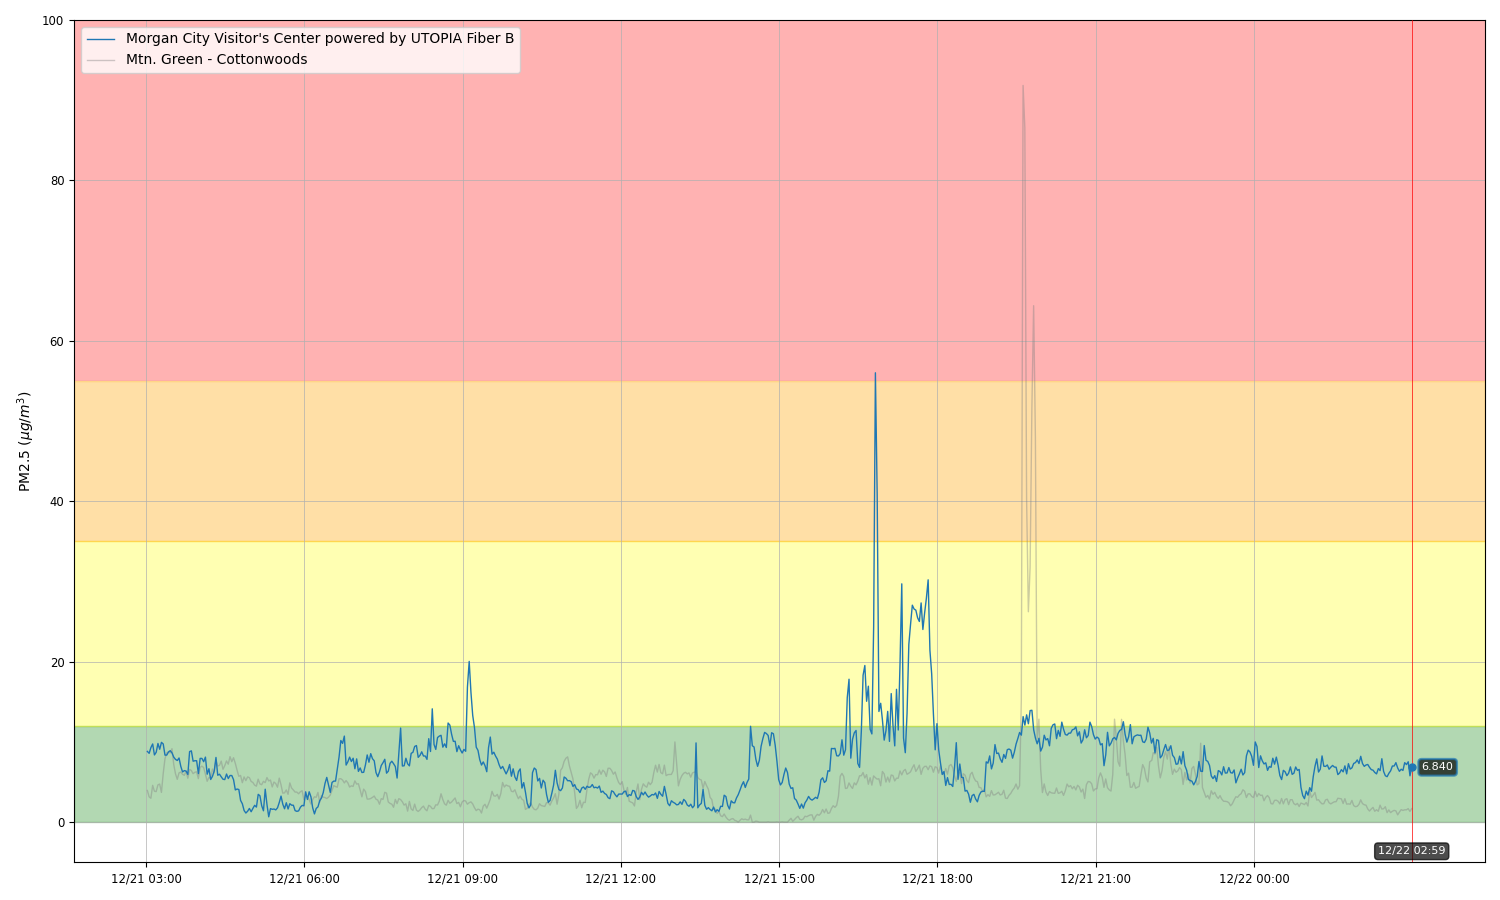 100
Morgan City Visitor's Center powered by UTOPIA Fiber B
Mtn. Green - Cottonwoods
80
60
PM2.5 (μg/m³)
40
20
6.840
0
12/22 02:59
12/21 03:00 12/21 06:00 12/21 09:00 12/21 12:00 12/21 15:00 12/21 18:00 12/21 21:00 12/22 00:00